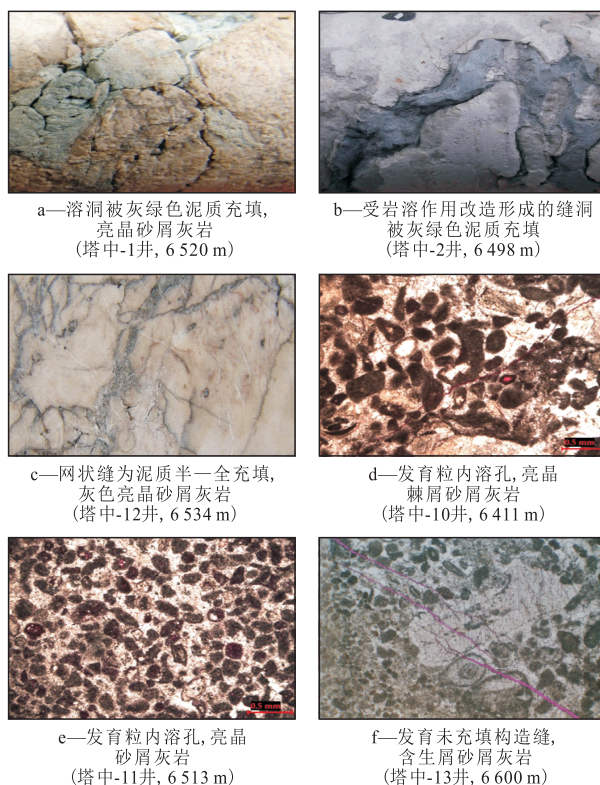 a—溶洞被灰绿色泥质充填,
亮晶砂屑灰岩
(塔中-1井, 6 520 m)
b—受岩溶作用改造形成的缝洞
被灰绿色泥质充填
(塔中-2井, 6 498 m)
c—网状缝为泥质半—全充填,
灰色亮晶砂屑灰岩
(塔中-12井, 6 534 m)
0.5 mm
d—发育粒内溶孔,亮晶
棘屑砂屑灰岩
(塔中-10井, 6 411 m)
0.5 mm
e—发育粒内溶孔,亮晶
砂屑灰岩
(塔中-11井, 6 513 m)
f—发育未充填构造缝,
含生屑砂屑灰岩
(塔中-13井, 6 600 m)